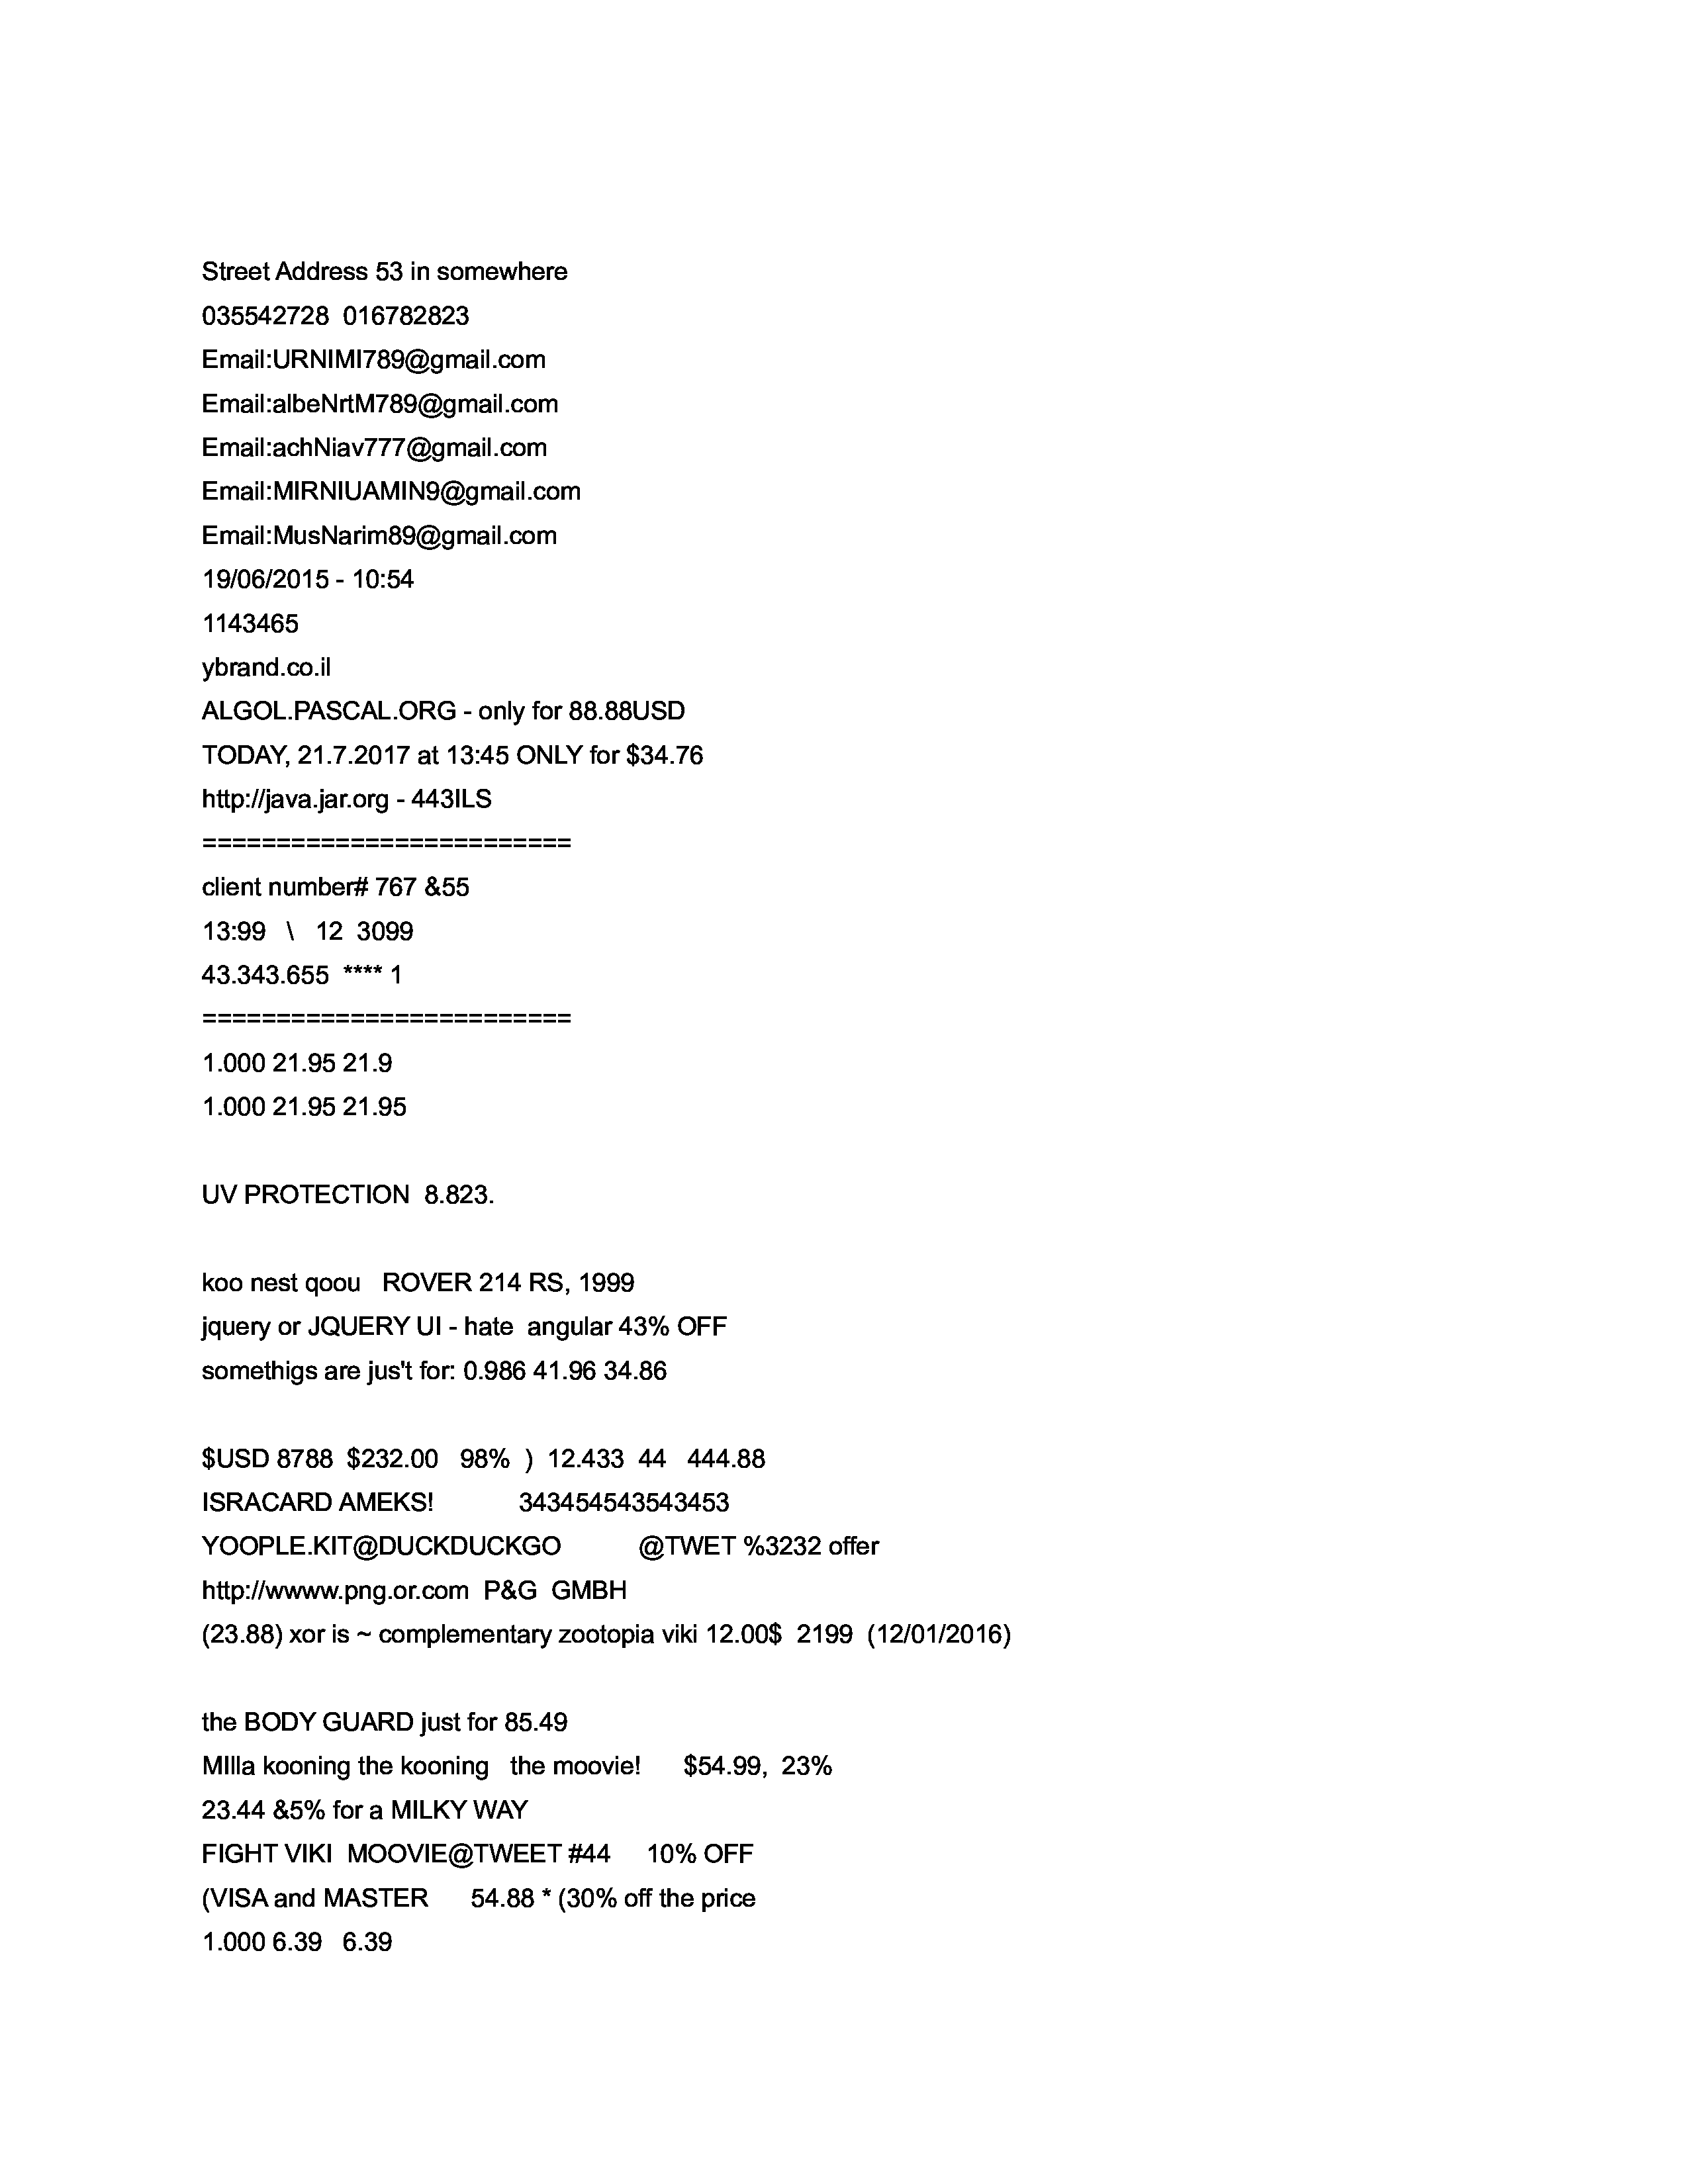 Street Address 53 in somewhere
035542728  016782823
Email:URNIMI789@gmail.com
Email:albeNrtM789@gmail.com
Email:achNiav777@gmail.com
Email:MIRNIUAMIN9@gmail.com
Email:MusNarim89@gmail.com
19/06/2015 - 10:54
1143465
ybrand.co.il
ALGOL.PASCAL.ORG - only for 88.88USD
TODAY, 21.7.2017 at 13:45 ONLY for $34.76
http://java.jar.org - 443ILS
=========================
client number# 767 &55
13:99   \   12  3099
43.343.655  **** 1
=========================
1.000 21.95 21.9
1.000 21.95 21.95
UV PROTECTION  8.823.
koo nest qoou   ROVER 214 RS, 1999
jquery or JQUERY UI - hate  angular 43% OFF
somethigs are jus't for: 0.986 41.96 34.86
$USD 8788  $232.00   98%  )  12.433  44   444.88
ISRACARD AMEKS!            343454543543453
YOOPLE.KIT@DUCKDUCKGO           @TWET %3232 offer
http://wwww.png.or.com  P&G  GMBH
(23.88) xor is ~ complementary zootopia viki 12.00$  2199  (12/01/2016)
the BODY GUARD just for 85.49
MIlla kooning the kooning   the moovie!      $54.99,  23%
23.44 &5% for a MILKY WAY
FIGHT VIKI  MOOVIE@TWEET #44     10% OFF
(VISA and MASTER      54.88 * (30% off the price
1.000 6.39   6.39